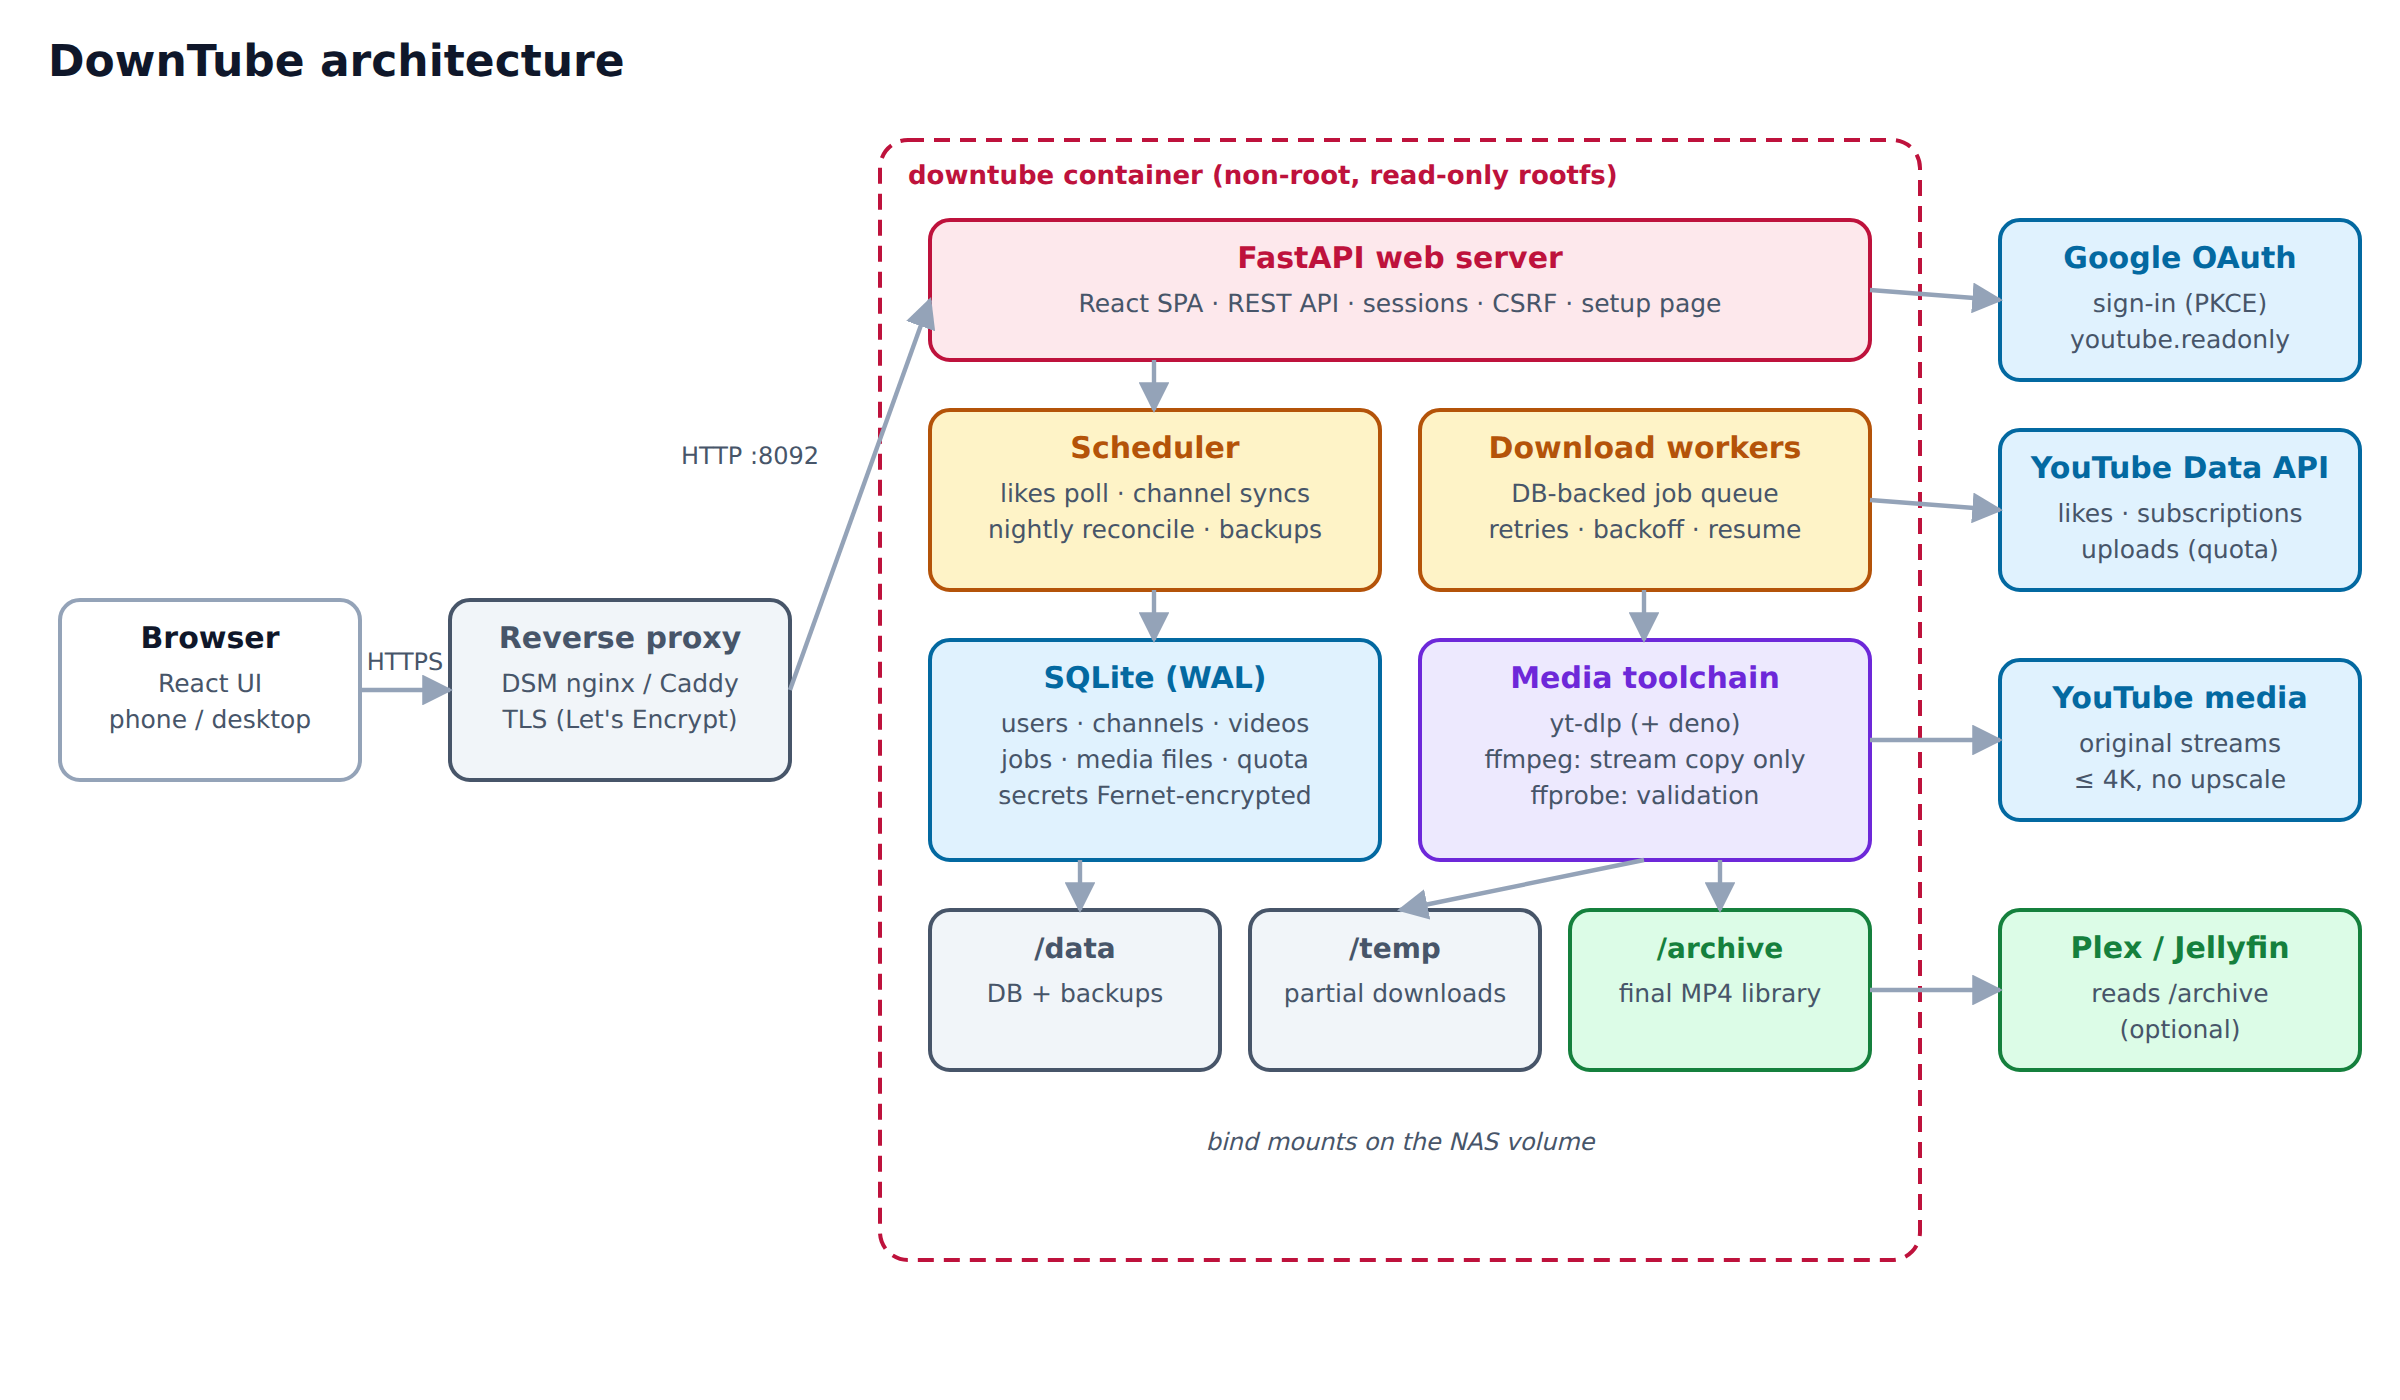 DownTube architecture
downtube container (non-root, read-only rootfs)
FastAPI web server
React SPA · REST API · sessions · CSRF · setup page
Google OAuth
sign-in (PKCE)
youtube.readonly
HTTP :8092
Scheduler
likes poll · channel syncs
nightly reconcile · backups
Download workers
DB-backed job queue
retries · backoff · resume
YouTube Data API
likes · subscriptions
uploads (quota)
Browser
React UI
phone / desktop
HTTPS
Reverse proxy
DSM nginx / Caddy
TLS (Let's Encrypt)
SQLite (WAL)
users · channels · videos
jobs · media files · quota
secrets Fernet-encrypted
Media toolchain
yt-dlp (+ deno)
ffmpeg: stream copy only
ffprobe: validation
YouTube media
original streams
≤ 4K, no upscale
/data
DB + backups
/temp
partial downloads
/archive
final MP4 library
Plex / Jellyfin
reads /archive
(optional)
bind mounts on the NAS volume